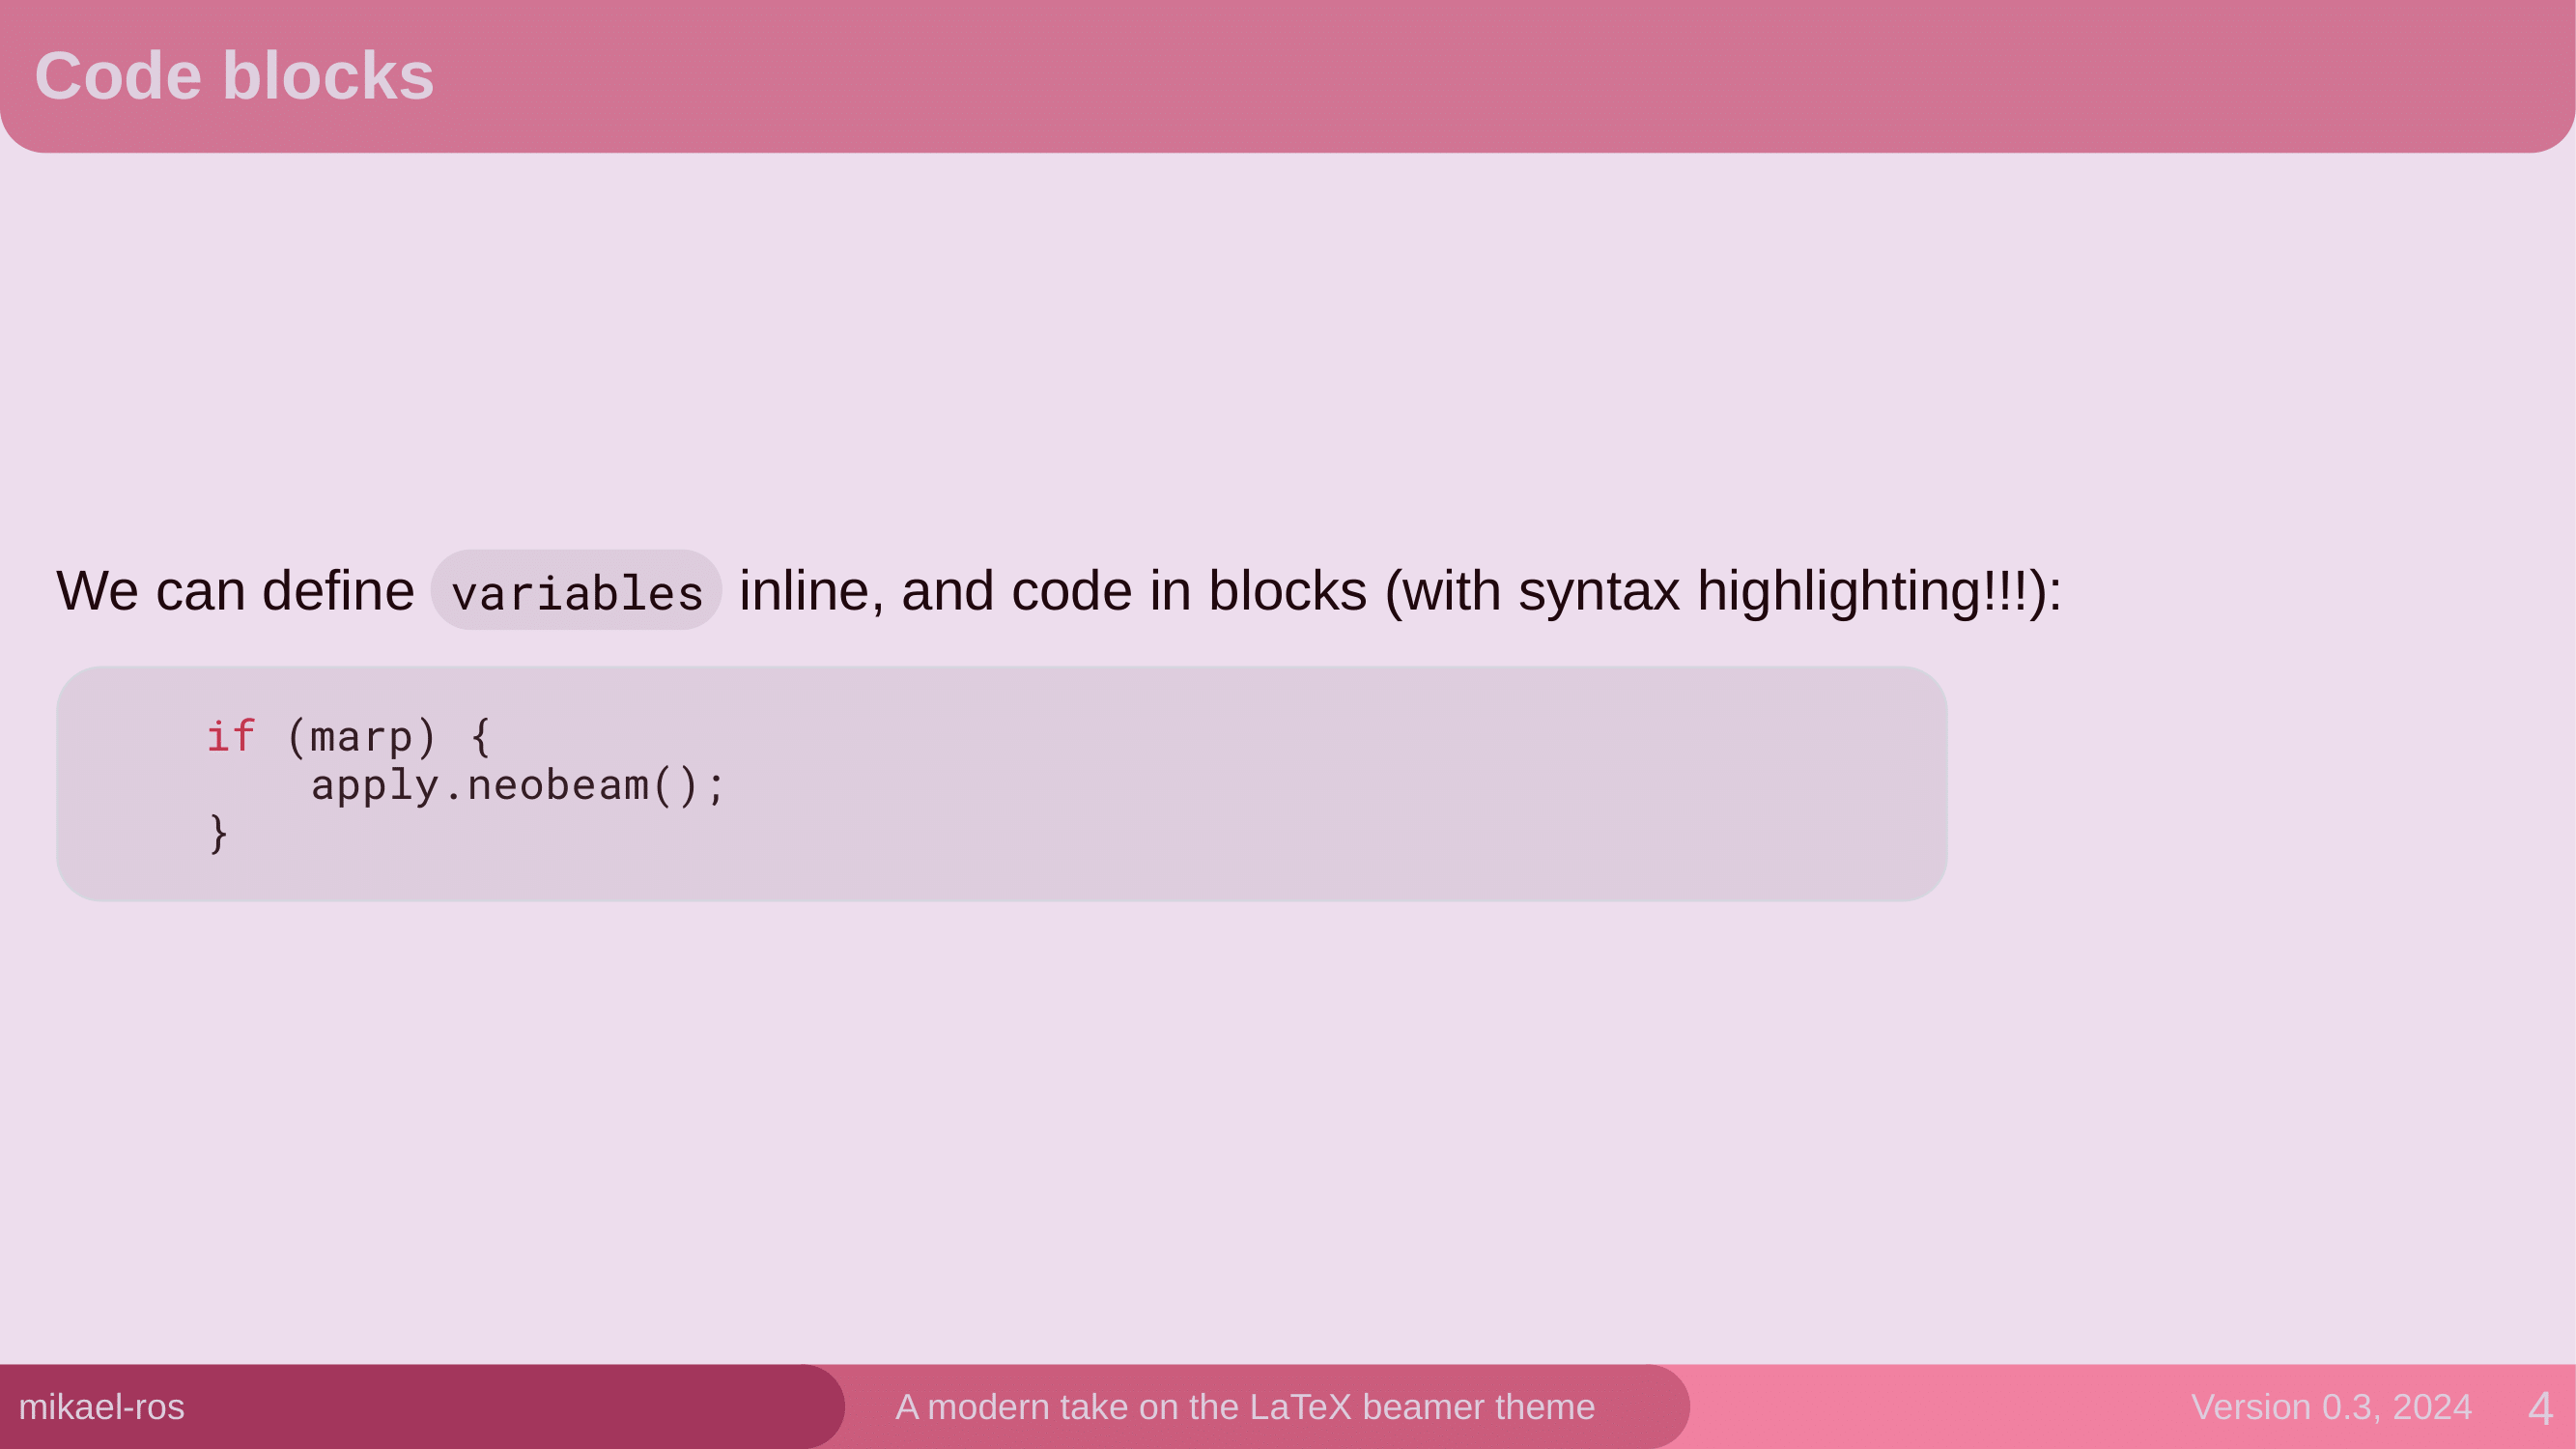 Code blocks
We can define variables inline, and code in blocks (with syntax highlighting!!!):
if (marp) {
    apply.neobeam();
}
mikael-ros
A modern take on the LaTeX beamer theme
Version 0.3, 2024
4